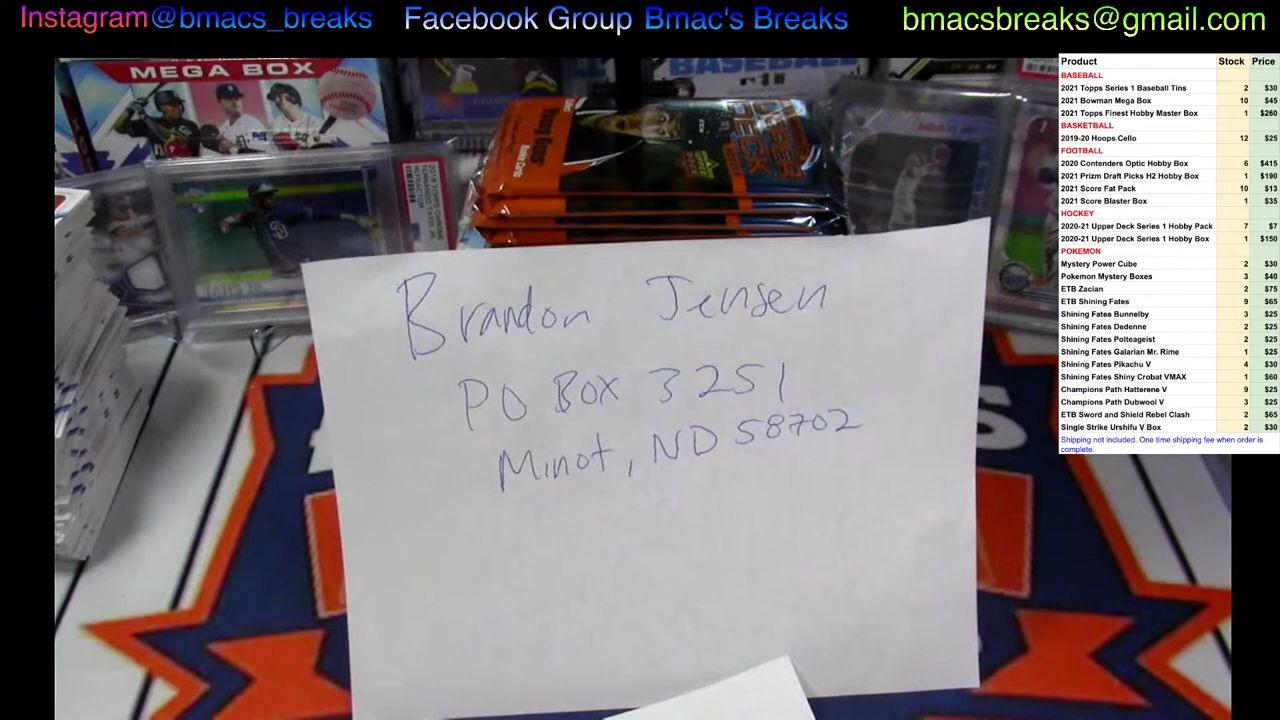 Instagram@bmacs_breaks Facebook Group Bmac's Breaks bmacsbreaks@gmail.com
MEGA BOX
BASEBALL
UPPER DECK
Brandon Jensen
PO Box 3251
Minot, ND 58702
Product Stock Price
BASEBALL
2021 Topps Series 1 Baseball Tins 2 $30
2021 Bowman Mega Box 10 $45
2021 Topps Finest Hobby Master Box 1 $260
BASKETBALL
2019-20 Hoops Cello 12 $25
FOOTBALL
2020 Contenders Optic Hobby Box 6 $415
2021 Prizm Draft Picks H2 Hobby Box 1 $190
2021 Score Fat Pack 10 $13
2021 Score Blaster Box 1 $35
HOCKEY
2020-21 Upper Deck Series 1 Hobby Pack 7 $7
2020-21 Upper Deck Series 1 Hobby Box 1 $150
POKEMON
Mystery Power Cube 2 $30
Pokemon Mystery Boxes 3 $40
ETB Zacian 2 $75
ETB Shining Fates 9 $65
Shining Fates Bunnelby 3 $25
Shining Fates Dedenne 2 $25
Shining Fates Polteageist 2 $25
Shining Fates Galarian Mr. Rime 1 $25
Shining Fates Pikachu V 4 $30
Shining Fates Shiny Crobat VMAX 1 $60
Champions Path Hatterene V 9 $25
Champions Path Dubwool V 3 $25
ETB Sword and Shield Rebel Clash 2 $65
Single Strike Urshifu V Box 2 $30
Shipping not included. One time shipping fee when order is
complete.